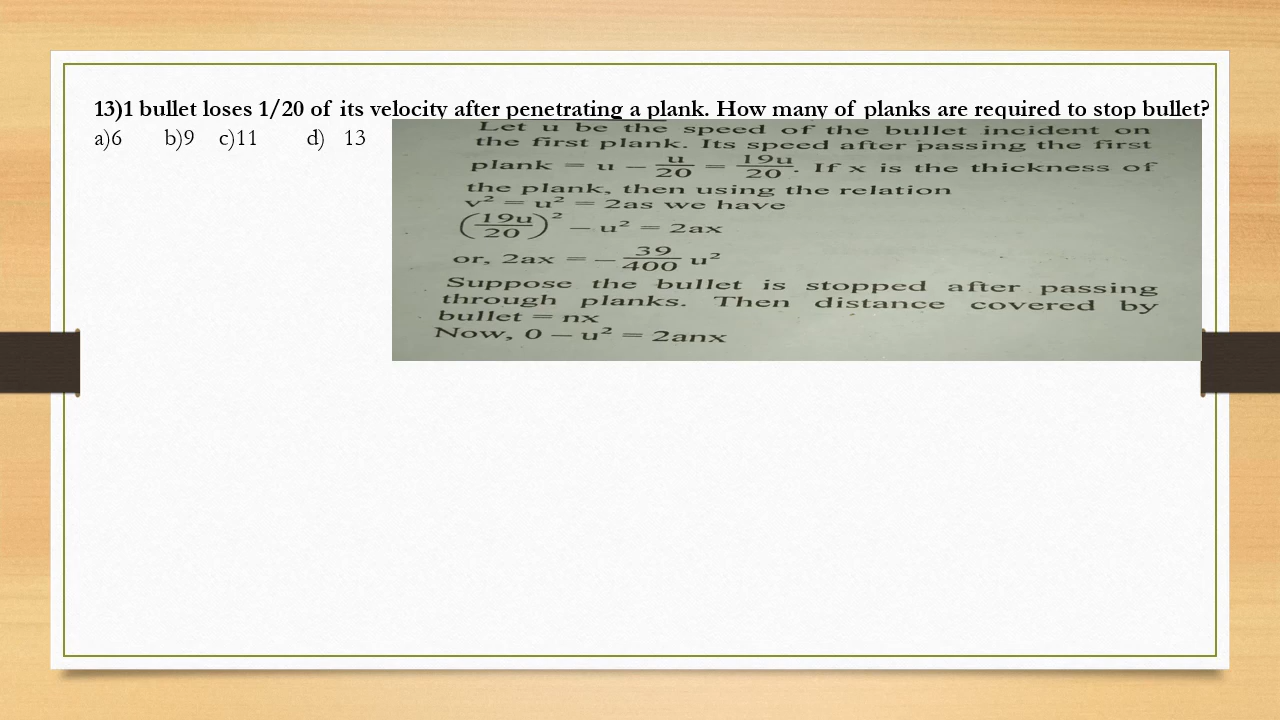 13)1 bullet loses 1/20 of its velocity after penetrating a plank. How many of planks are required to stop bullet?
a)6 b)9 c)11 d) 13
Let u be the speed of the bullet incident on
the first plank. Its speed after passing the first
plank = u − u/20 = 19u/20. If x is the thickness of
the plank, then using the relation
v² = u² = 2as we have
(19u/20)² − u² = 2ax
or, 2ax = − 39/400 u²
Suppose the bullet is stopped after passing
through planks. Then distance covered by
bullet = nx
Now, 0 − u² = 2anx